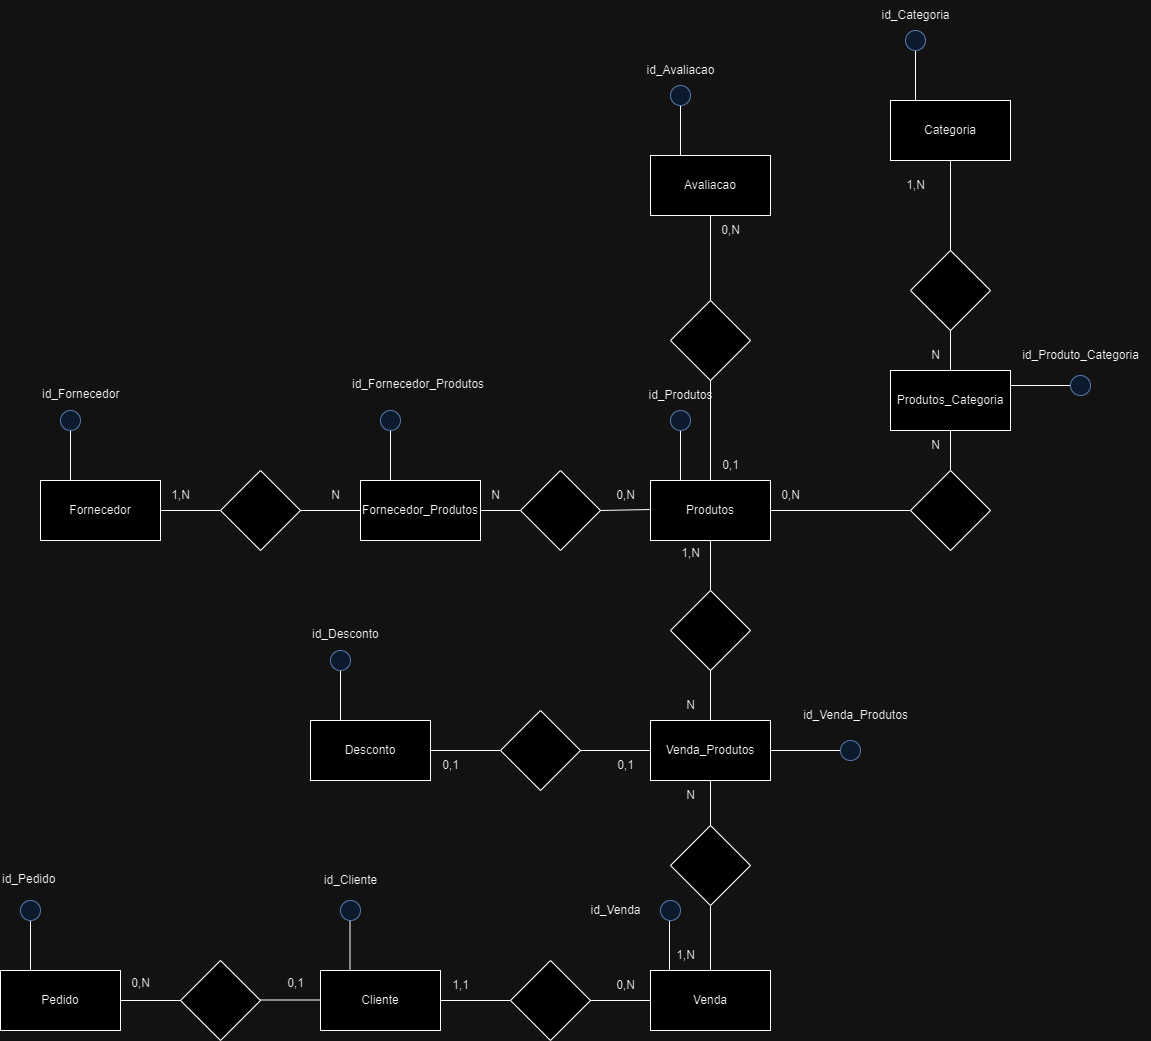 id_Categoria
id_Avaliacao
Categoria
Avaliacao
1,N
0,N
N
id_Produto_Categoria
id_Fornecedor_Produtos
id_Fornecedor
id_Produtos
Produtos_Categoria
N
0,1
1,N
N
N
0,N
0,N
Fornecedor
Fornecedor_Produtos
Produtos
1,N
id_Desconto
N
id_Venda_Produtos
Desconto
Venda_Produtos
0,1
0,1
N
id_Pedido
id_Cliente
id_Venda
1,N
0,N
0,1
1,1
0,N
Pedido
Cliente
Venda